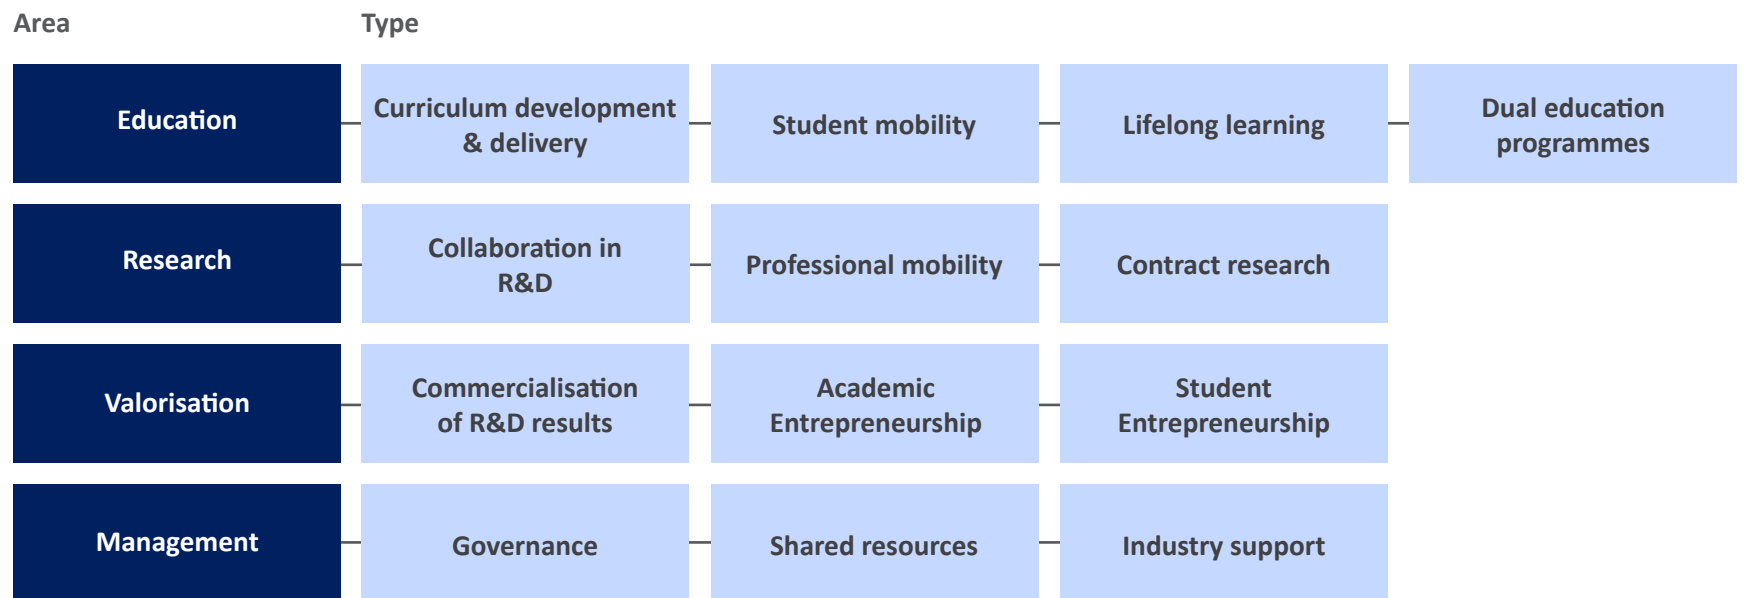 Area
Type
Education
Curriculum development
& delivery
Student mobility
Lifelong learning
Dual education
programmes
Research
Collaboration in
R&D
Professional mobility
Contract research
Valorisation
Commercialisation
of R&D results
Academic
Entrepreneurship
Student
Entrepreneurship
Management
Governance
Shared resources
Industry support